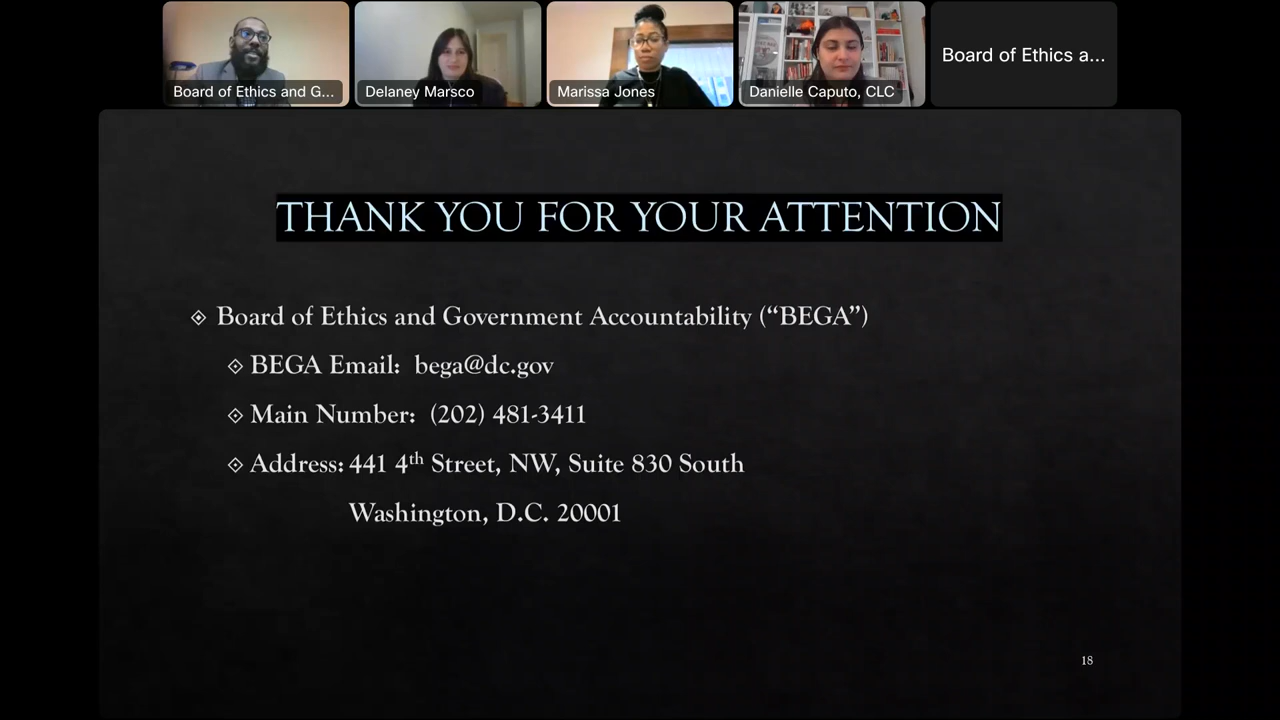 Board of Ethics and G...
Delaney Marsco
Marissa Jones
Danielle Caputo, CLC
Board of Ethics a...
THANK YOU FOR YOUR ATTENTION
Board of Ethics and Government Accountability (“BEGA”)
BEGA Email: bega@dc.gov
Main Number: (202) 481-3411
Address: 441 4th Street, NW, Suite 830 South
Washington, D.C. 20001
18